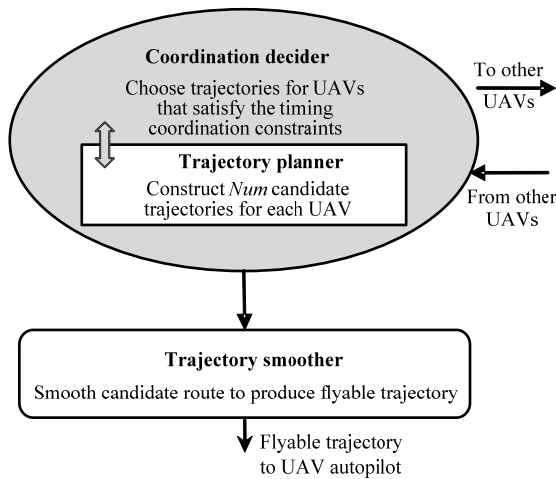 Coordination decider
Choose trajectories for UAVs
that satisfy the timing
coordination constraints
To other
UAVs
Trajectory planner
Construct Num candidate
trajectories for each UAV
From other
UAVs
Trajectory smoother
Smooth candidate route to produce flyable trajectory
Flyable trajectory
to UAV autopilot